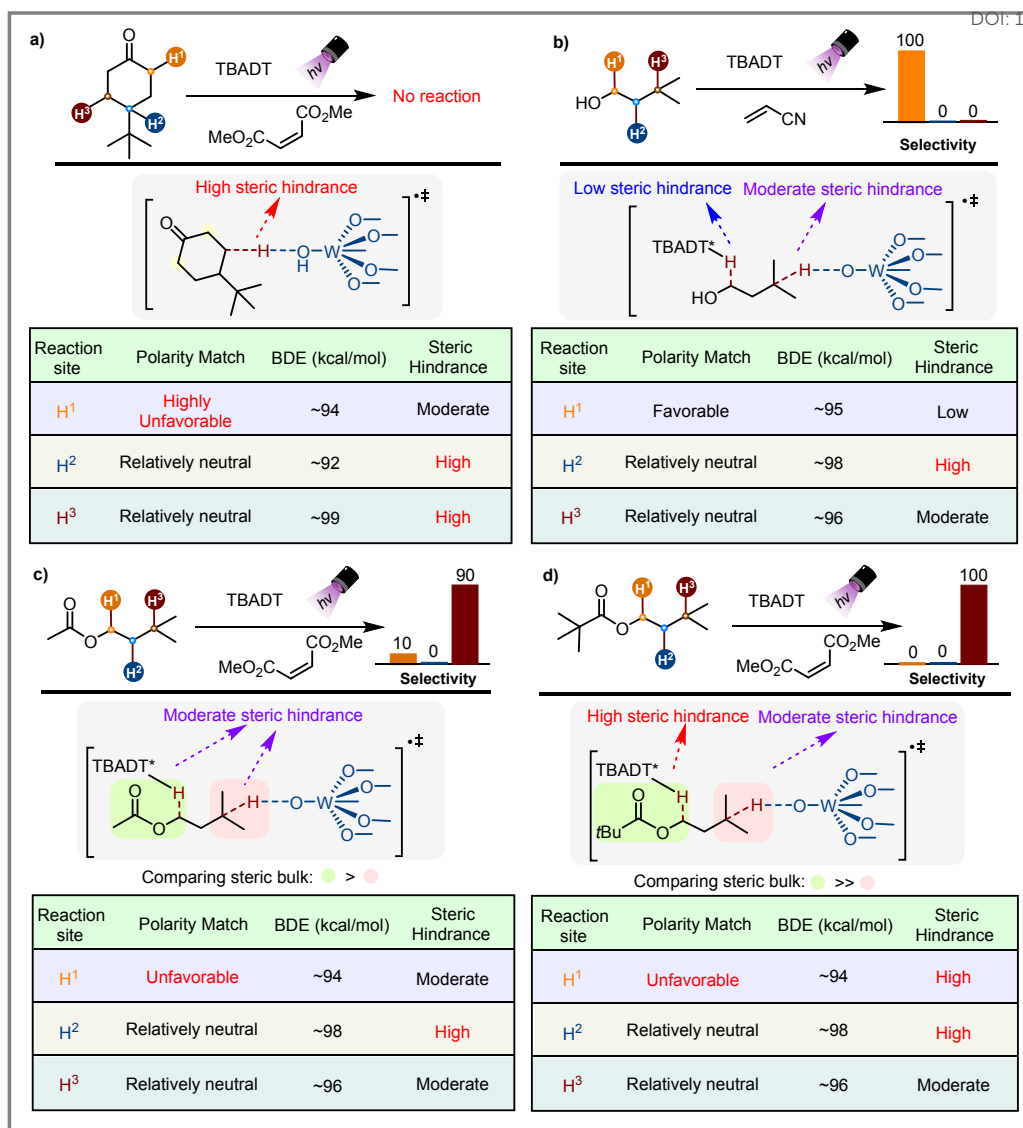 DOI: 1
a)
O
H1
H3
H2
TBADT
hv
MeO2C
CO2Me
No reaction
High steric hindrance
•‡
O
H
O
H
W
O
O
O
O
Reaction site
Polarity Match
BDE (kcal/mol)
Steric Hindrance
H1
Highly Unfavorable
~94
Moderate
H2
Relatively neutral
~92
High
H3
Relatively neutral
~99
High
b)
H1
H3
HO
H2
TBADT
hv
CN
100
0
0
Selectivity
Low steric hindrance
Moderate steric hindrance
•‡
TBADT*
H
HO
H
O
W
O
O
O
O
Reaction site
Polarity Match
BDE (kcal/mol)
Steric Hindrance
H1
Favorable
~95
Low
H2
Relatively neutral
~98
High
H3
Relatively neutral
~96
Moderate
c)
O
O
H1
H3
H2
TBADT
hv
MeO2C
CO2Me
10
0
90
Selectivity
Moderate steric hindrance
•‡
TBADT*
H
O
O
H
O
W
O
O
O
O
Comparing steric bulk: >
Reaction site
Polarity Match
BDE (kcal/mol)
Steric Hindrance
H1
Unfavorable
~94
Moderate
H2
Relatively neutral
~98
High
H3
Relatively neutral
~96
Moderate
d)
O
O
H1
H3
H2
TBADT
hv
MeO2C
CO2Me
0
0
100
Selectivity
High steric hindrance
Moderate steric hindrance
•‡
TBADT*
H
O
tBu
O
H
O
W
O
O
O
O
Comparing steric bulk: >>
Reaction site
Polarity Match
BDE (kcal/mol)
Steric Hindrance
H1
Unfavorable
~94
High
H2
Relatively neutral
~98
High
H3
Relatively neutral
~96
Moderate